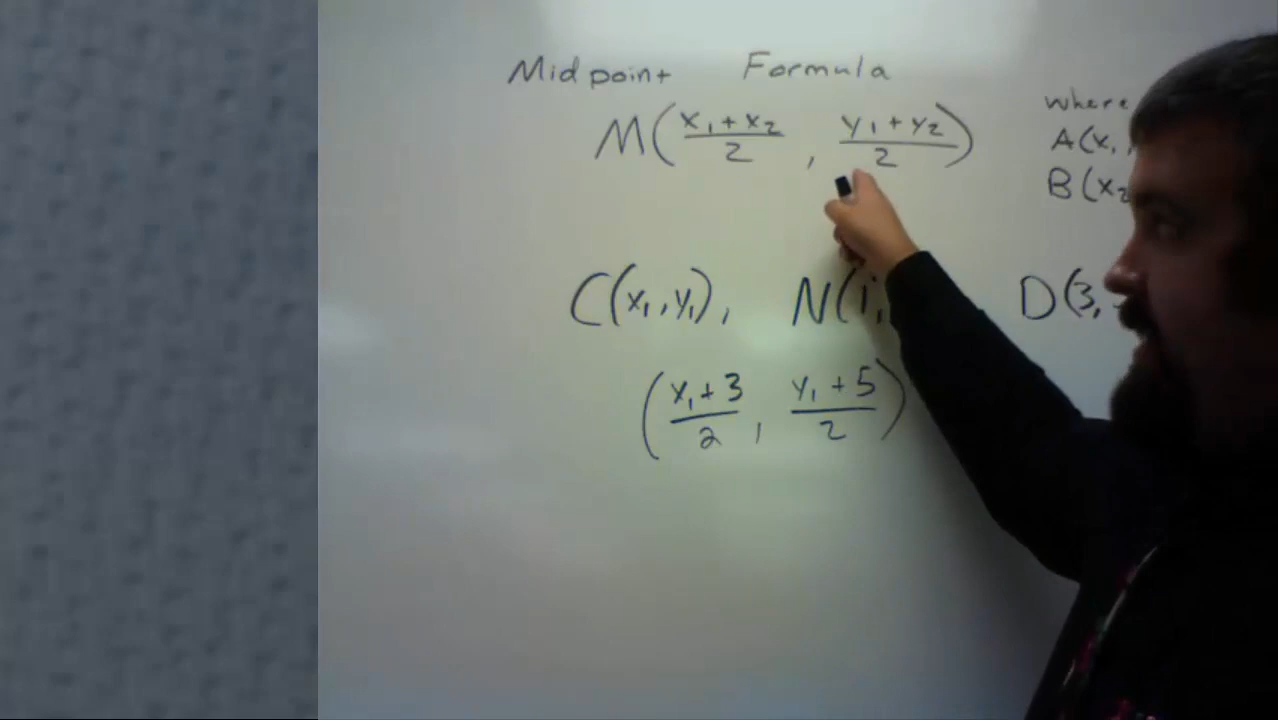 Midpoint Formula
M(x₁+x₂/2, y₁+y₂/2)
where
A(x,
B(x₂
C(x₁,y₁), N(1, D(3,
(x₁+3/2, y₁+5/2)